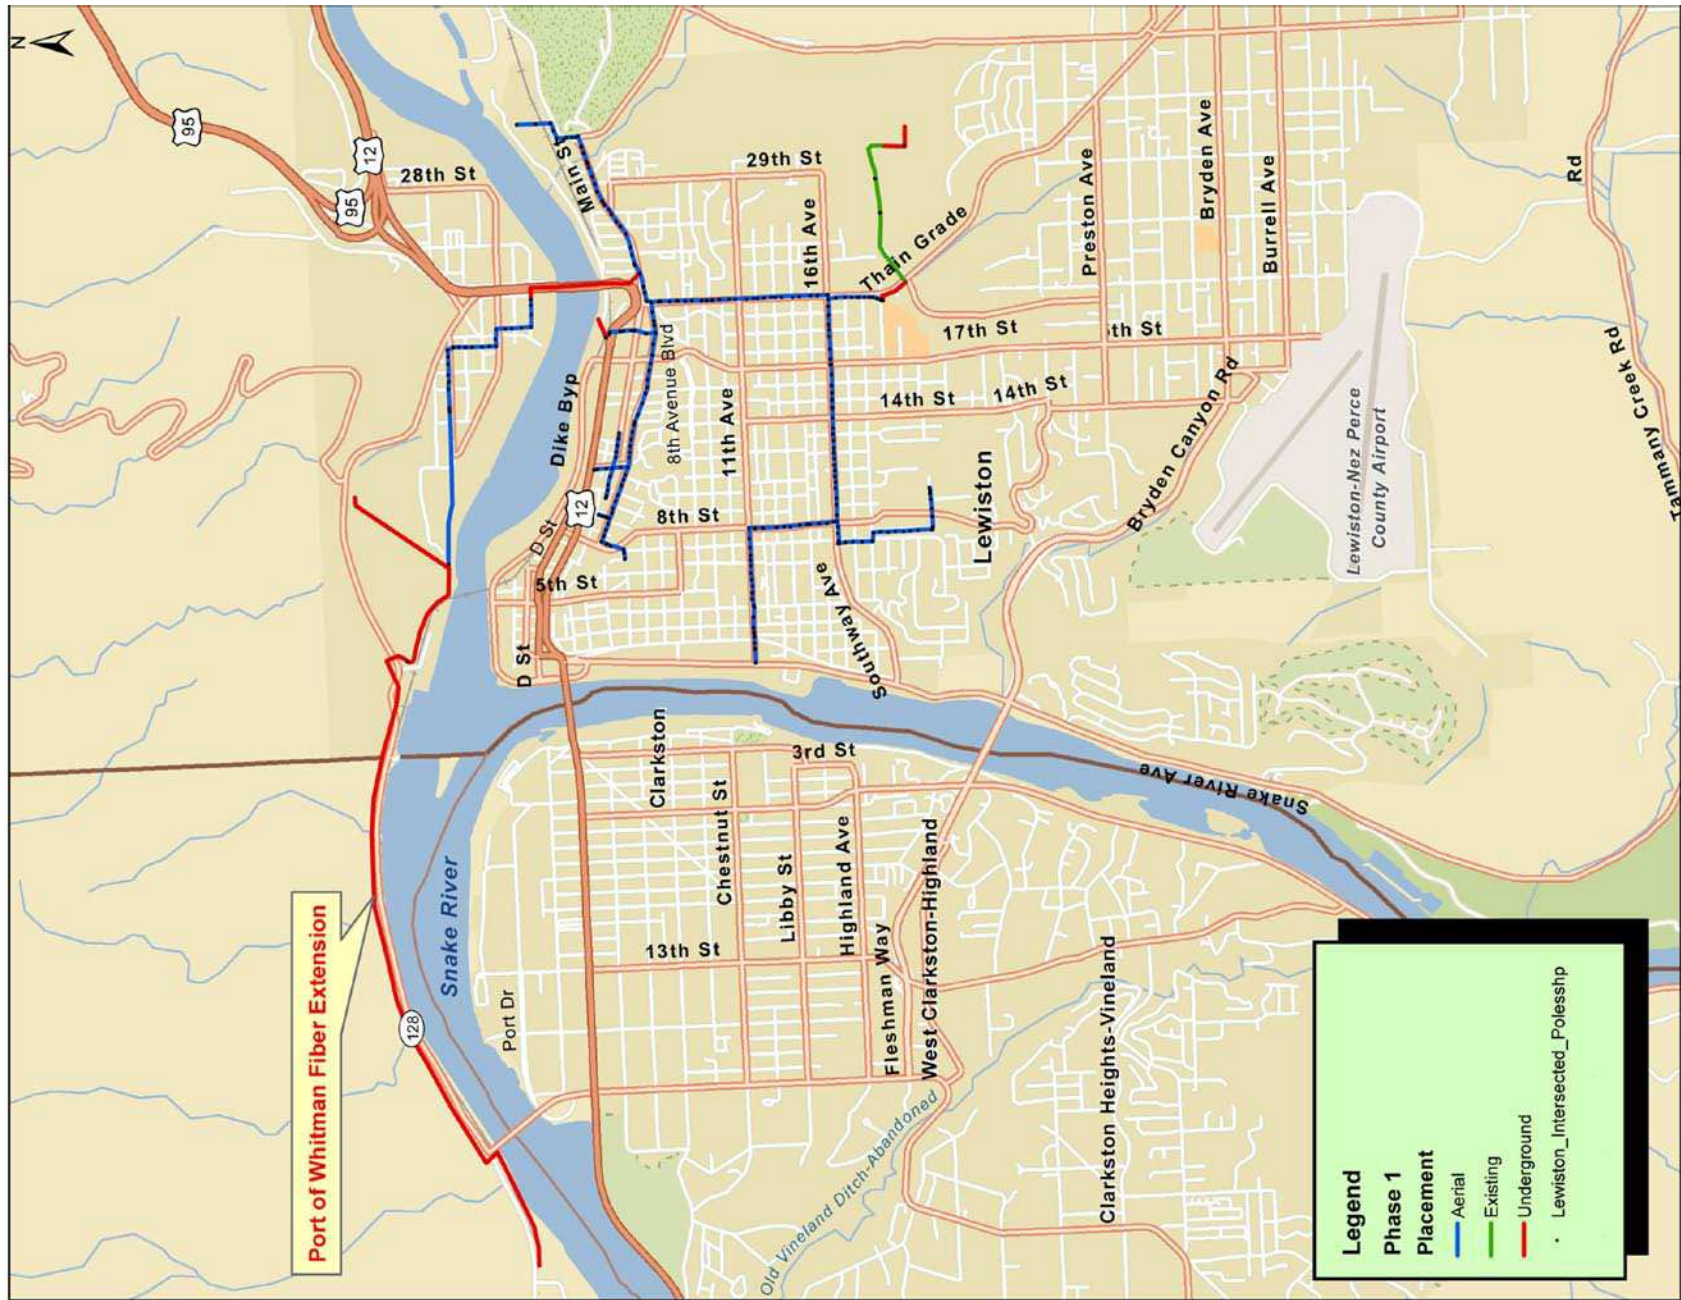 N
95
12
95
28th St
Main St
29th St
16th Ave
Thain Grade
Preston Ave
Bryden Ave
Burrell Ave
Rd
17th St
th St
Dike Byp
8th Avenue Blvd
11th Ave
14th St
14th St
Bryden Canyon Rd
Tammany Creek Rd
12
D St
8th St
5th St
D St
Southway Ave
Lewiston
Lewiston-Nez Perce
County Airport
Snake River Ave
Clarkston
3rd St
Chestnut St
Libby St
Highland Ave
13th St
Fleshman Way
West Clarkston-Highland
Clarkston Heights-Vineland
Port of Whitman Fiber Extension
Snake River
128
Port Dr
Old Vineland Ditch-Abandoned
Legend
Phase 1
Placement
Aerial
Existing
Underground
Lewiston_Intersected_Polesshp